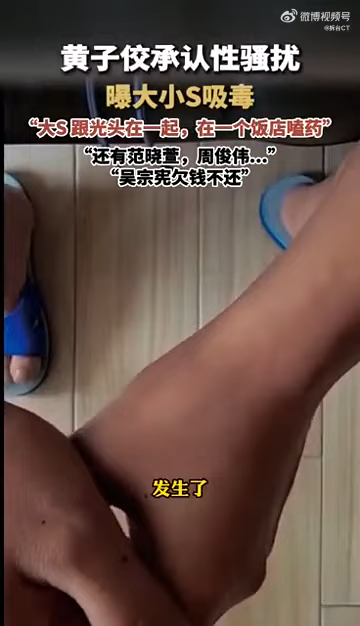 微博视频号
@拆台CT
黄子佼承认性骚扰
曝大小S吸毒
“大S 跟光头在一起，在一个饭店嗑药”
“还有范晓萱，周俊伟...”
“吴宗宪欠钱不还”
发生了